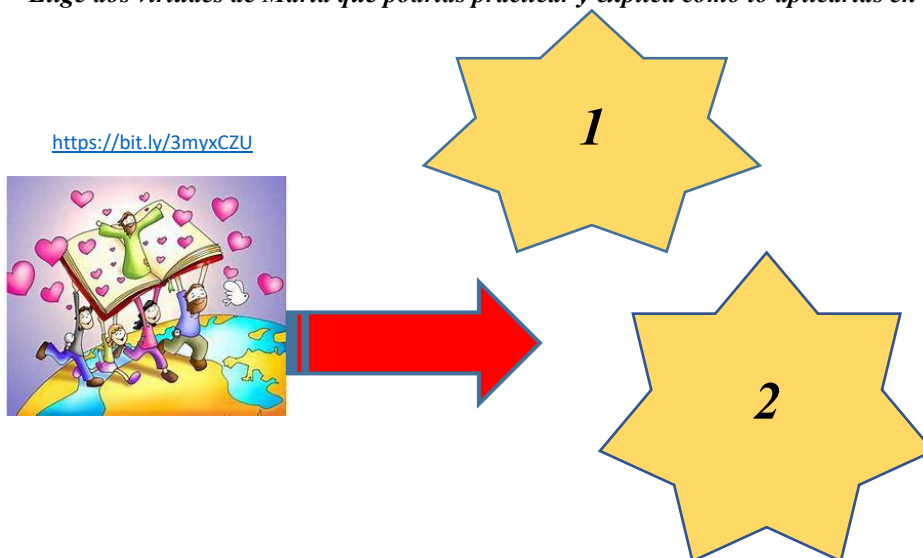 Elige dos virtudes de María que podrías practicar y explica cómo lo aplicarías en
https://bit.ly/3myxCZU
1
2